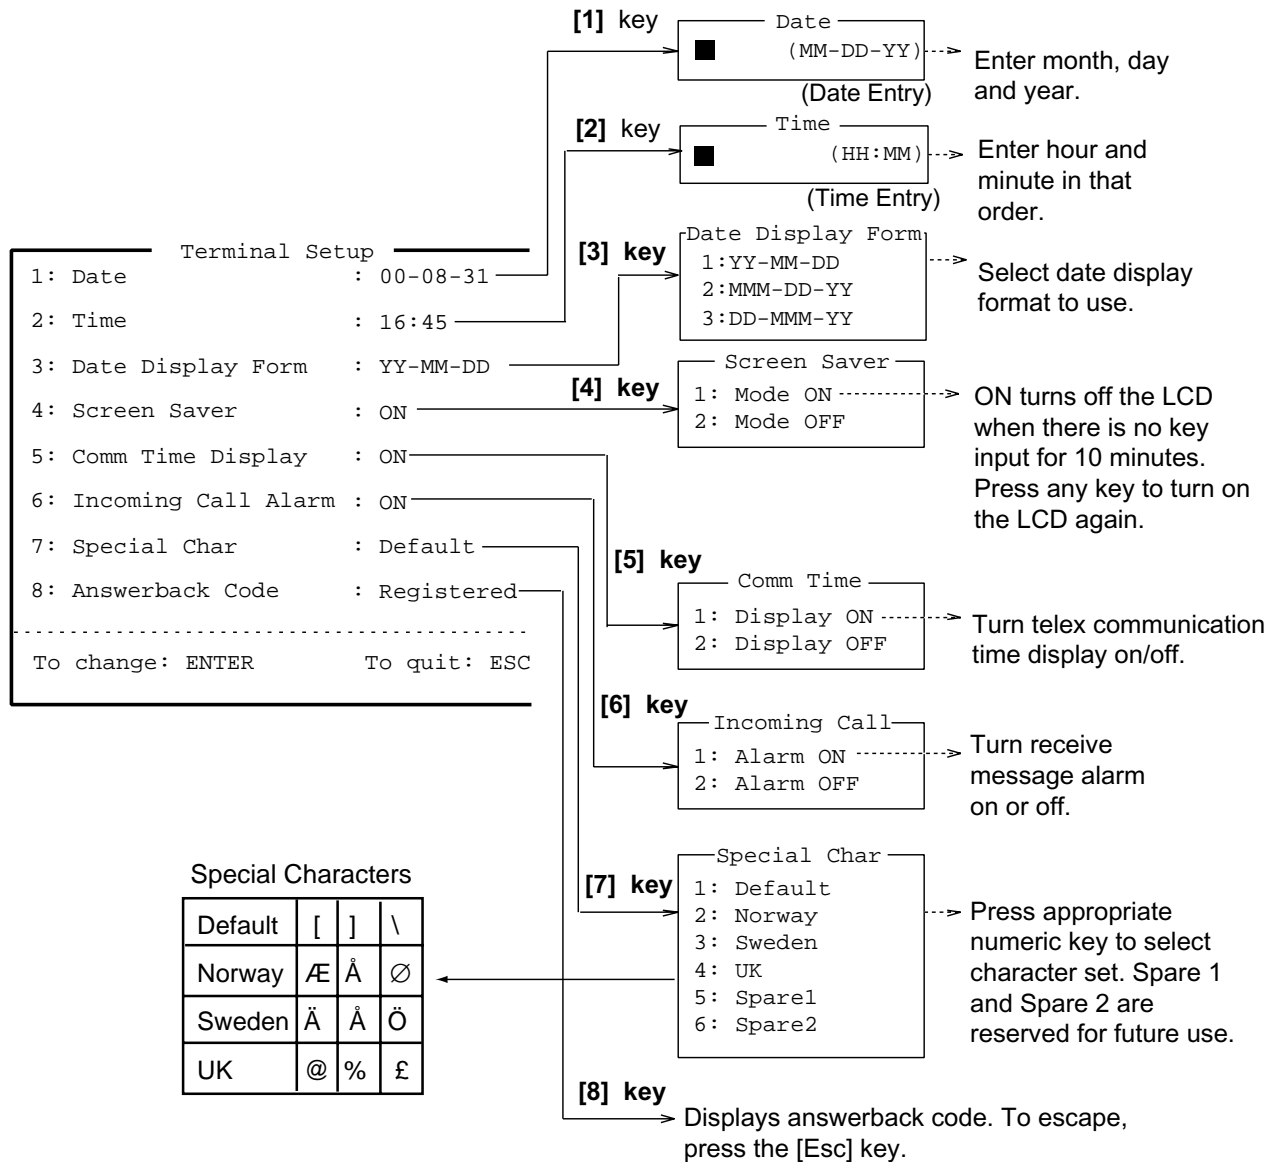 [1] key
Date
(MM-DD-YY)
Enter month, day
and year.
(Date Entry)
[2] key
Time
(HH:MM)
Enter hour and
minute in that
order.
(Time Entry)
Terminal Setup
1: Date : 00-08-31
2: Time : 16:45
3: Date Display Form : YY-MM-DD
4: Screen Saver : ON
5: Comm Time Display : ON
6: Incoming Call Alarm : ON
7: Special Char : Default
8: Answerback Code : Registered
To change: ENTER To quit: ESC
[3] key
Date Display Form
1:YY-MM-DD
2:MMM-DD-YY
3:DD-MMM-YY
Select date display
format to use.
[4] key
Screen Saver
1: Mode ON
2: Mode OFF
ON turns off the LCD
when there is no key
input for 10 minutes.
Press any key to turn on
the LCD again.
[5] key
Comm Time
1: Display ON
2: Display OFF
Turn telex communication
time display on/off.
[6] key
Incoming Call
1: Alarm ON
2: Alarm OFF
Turn receive
message alarm
on or off.
[7] key
Special Char
1: Default
2: Norway
3: Sweden
4: UK
5: Spare1
6: Spare2
Press appropriate
numeric key to select
character set. Spare 1
and Spare 2 are
reserved for future use.
Special Characters
Default [ ] \
Norway Æ Å ∅
Sweden Ä Å Ö
UK @ % £
[8] key
Displays answerback code. To escape,
press the [Esc] key.